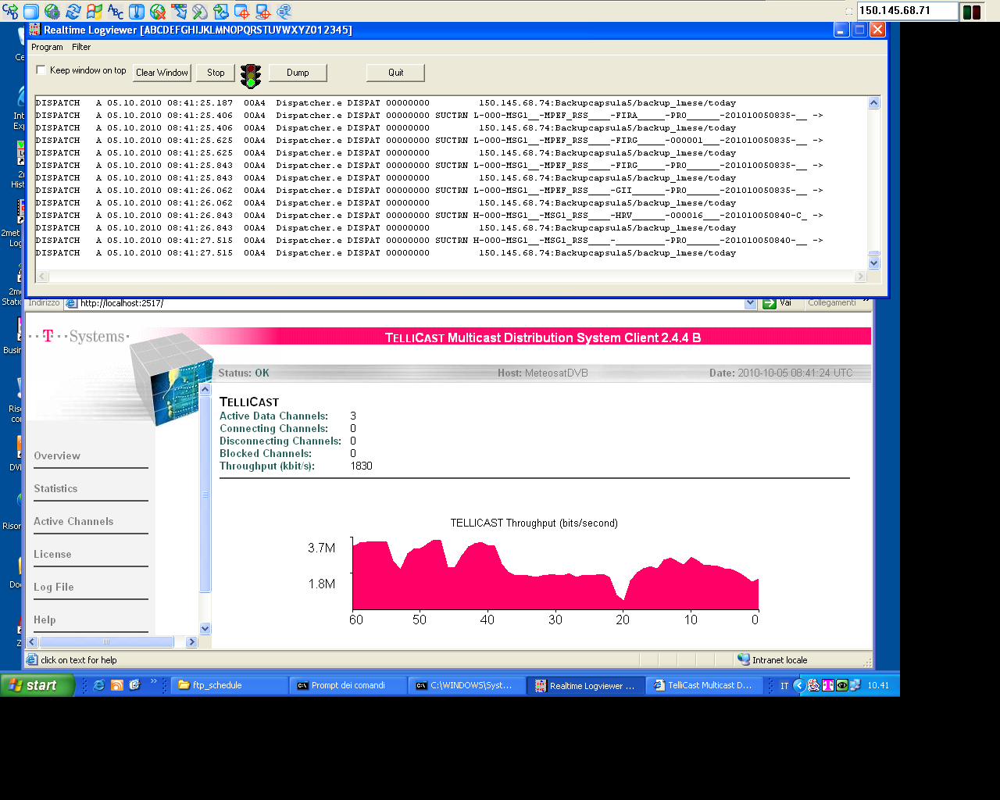 CAD
ABC
150.145.68.71
Realtime Logviewer [ABCDEFGHIJKLMNOPQRSTUVWXYZ012345]
Program Filter
Keep window on top Clear Window Stop Dump Quit
DISPATCH A 05.10.2010 08:41:25.187 00A4 Dispatcher.e DISPAT 00000000 150.145.68.74:Backupcapsula5/backup_1mese/today
DISPATCH A 05.10.2010 08:41:25.406 00A4 Dispatcher.e DISPAT 00000000 SUCTRN L-000-MSG1__-MPEF_RSS____-FIRA_____-PRO______-201010050835-__ ->
DISPATCH A 05.10.2010 08:41:25.406 00A4 Dispatcher.e DISPAT 00000000 150.145.68.74:Backupcapsula5/backup_1mese/today
DISPATCH A 05.10.2010 08:41:25.625 00A4 Dispatcher.e DISPAT 00000000 SUCTRN L-000-MSG1__-MPEF_RSS____-FIRG_____-000001___-201010050835-__ ->
DISPATCH A 05.10.2010 08:41:25.625 00A4 Dispatcher.e DISPAT 00000000 150.145.68.74:Backupcapsula5/backup_1mese/today
DISPATCH A 05.10.2010 08:41:25.843 00A4 Dispatcher.e DISPAT 00000000 SUCTRN L-000-MSG1__-MPEF_RSS____-FIRG_____-PRO______-201010050835-__ ->
DISPATCH A 05.10.2010 08:41:25.843 00A4 Dispatcher.e DISPAT 00000000 150.145.68.74:Backupcapsula5/backup_1mese/today
DISPATCH A 05.10.2010 08:41:26.062 00A4 Dispatcher.e DISPAT 00000000 SUCTRN L-000-MSG1__-MPEF_RSS____-GII______-PRO______-201010050835-__ ->
DISPATCH A 05.10.2010 08:41:26.062 00A4 Dispatcher.e DISPAT 00000000 150.145.68.74:Backupcapsula5/backup_1mese/today
DISPATCH A 05.10.2010 08:41:26.843 00A4 Dispatcher.e DISPAT 00000000 SUCTRN H-000-MSG1__-MSG1_RSS____-HRV______-000016___-201010050840-C_ ->
DISPATCH A 05.10.2010 08:41:26.843 00A4 Dispatcher.e DISPAT 00000000 150.145.68.74:Backupcapsula5/backup_1mese/today
DISPATCH A 05.10.2010 08:41:27.515 00A4 Dispatcher.e DISPAT 00000000 SUCTRN H-000-MSG1__-MSG1_RSS____-_________-PRO______-201010050840-__ ->
DISPATCH A 05.10.2010 08:41:27.515 00A4 Dispatcher.e DISPAT 00000000 150.145.68.74:Backupcapsula5/backup_1mese/today
Indirizzo http://localhost:2517/ Vai Collegamenti »
···T··Systems·
TELLICAST Multicast Distribution System Client 2.4.4 B
Status: OK Host: MeteosatDVB Date: 2010-10-05 08:41:24 UTC
TELLICAST
Active Data Channels: 3
Connecting Channels: 0
Disconnecting Channels: 0
Blocked Channels: 0
Throughput (kbit/s): 1830
Overview
Statistics
Active Channels
License
Log File
Help
TELLICAST Throughput (bits/second)
3.7M
1.8M
60 50 40 30 20 10 0
click on text for help Intranet locale
start » ftp_schedule Prompt dei comandi C:\WINDOWS\Syst... Realtime Logviewer ... TelliCast Multicast D... IT 10.41